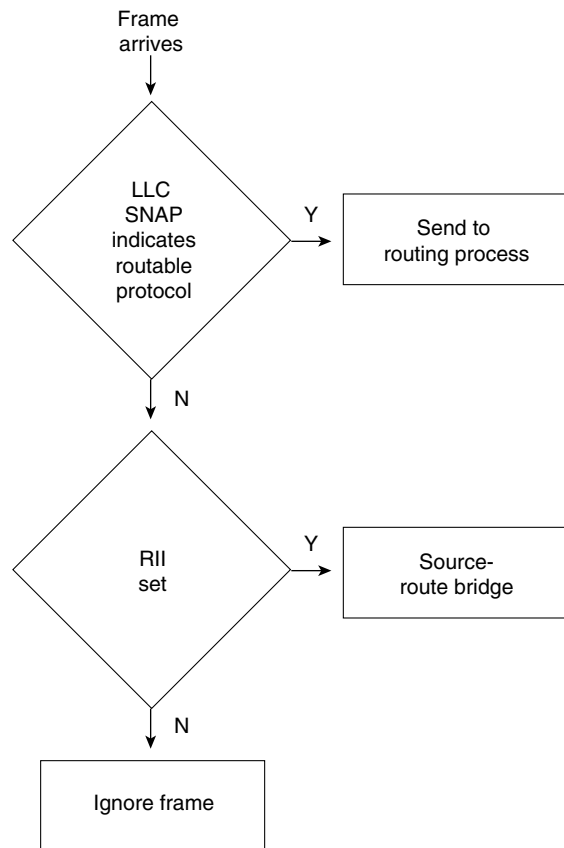 Frame
arrives
LLC
SNAP
indicates
routable
protocol
Y
Send to
routing process
N
RII
set
Y
Source-
route bridge
N
Ignore frame